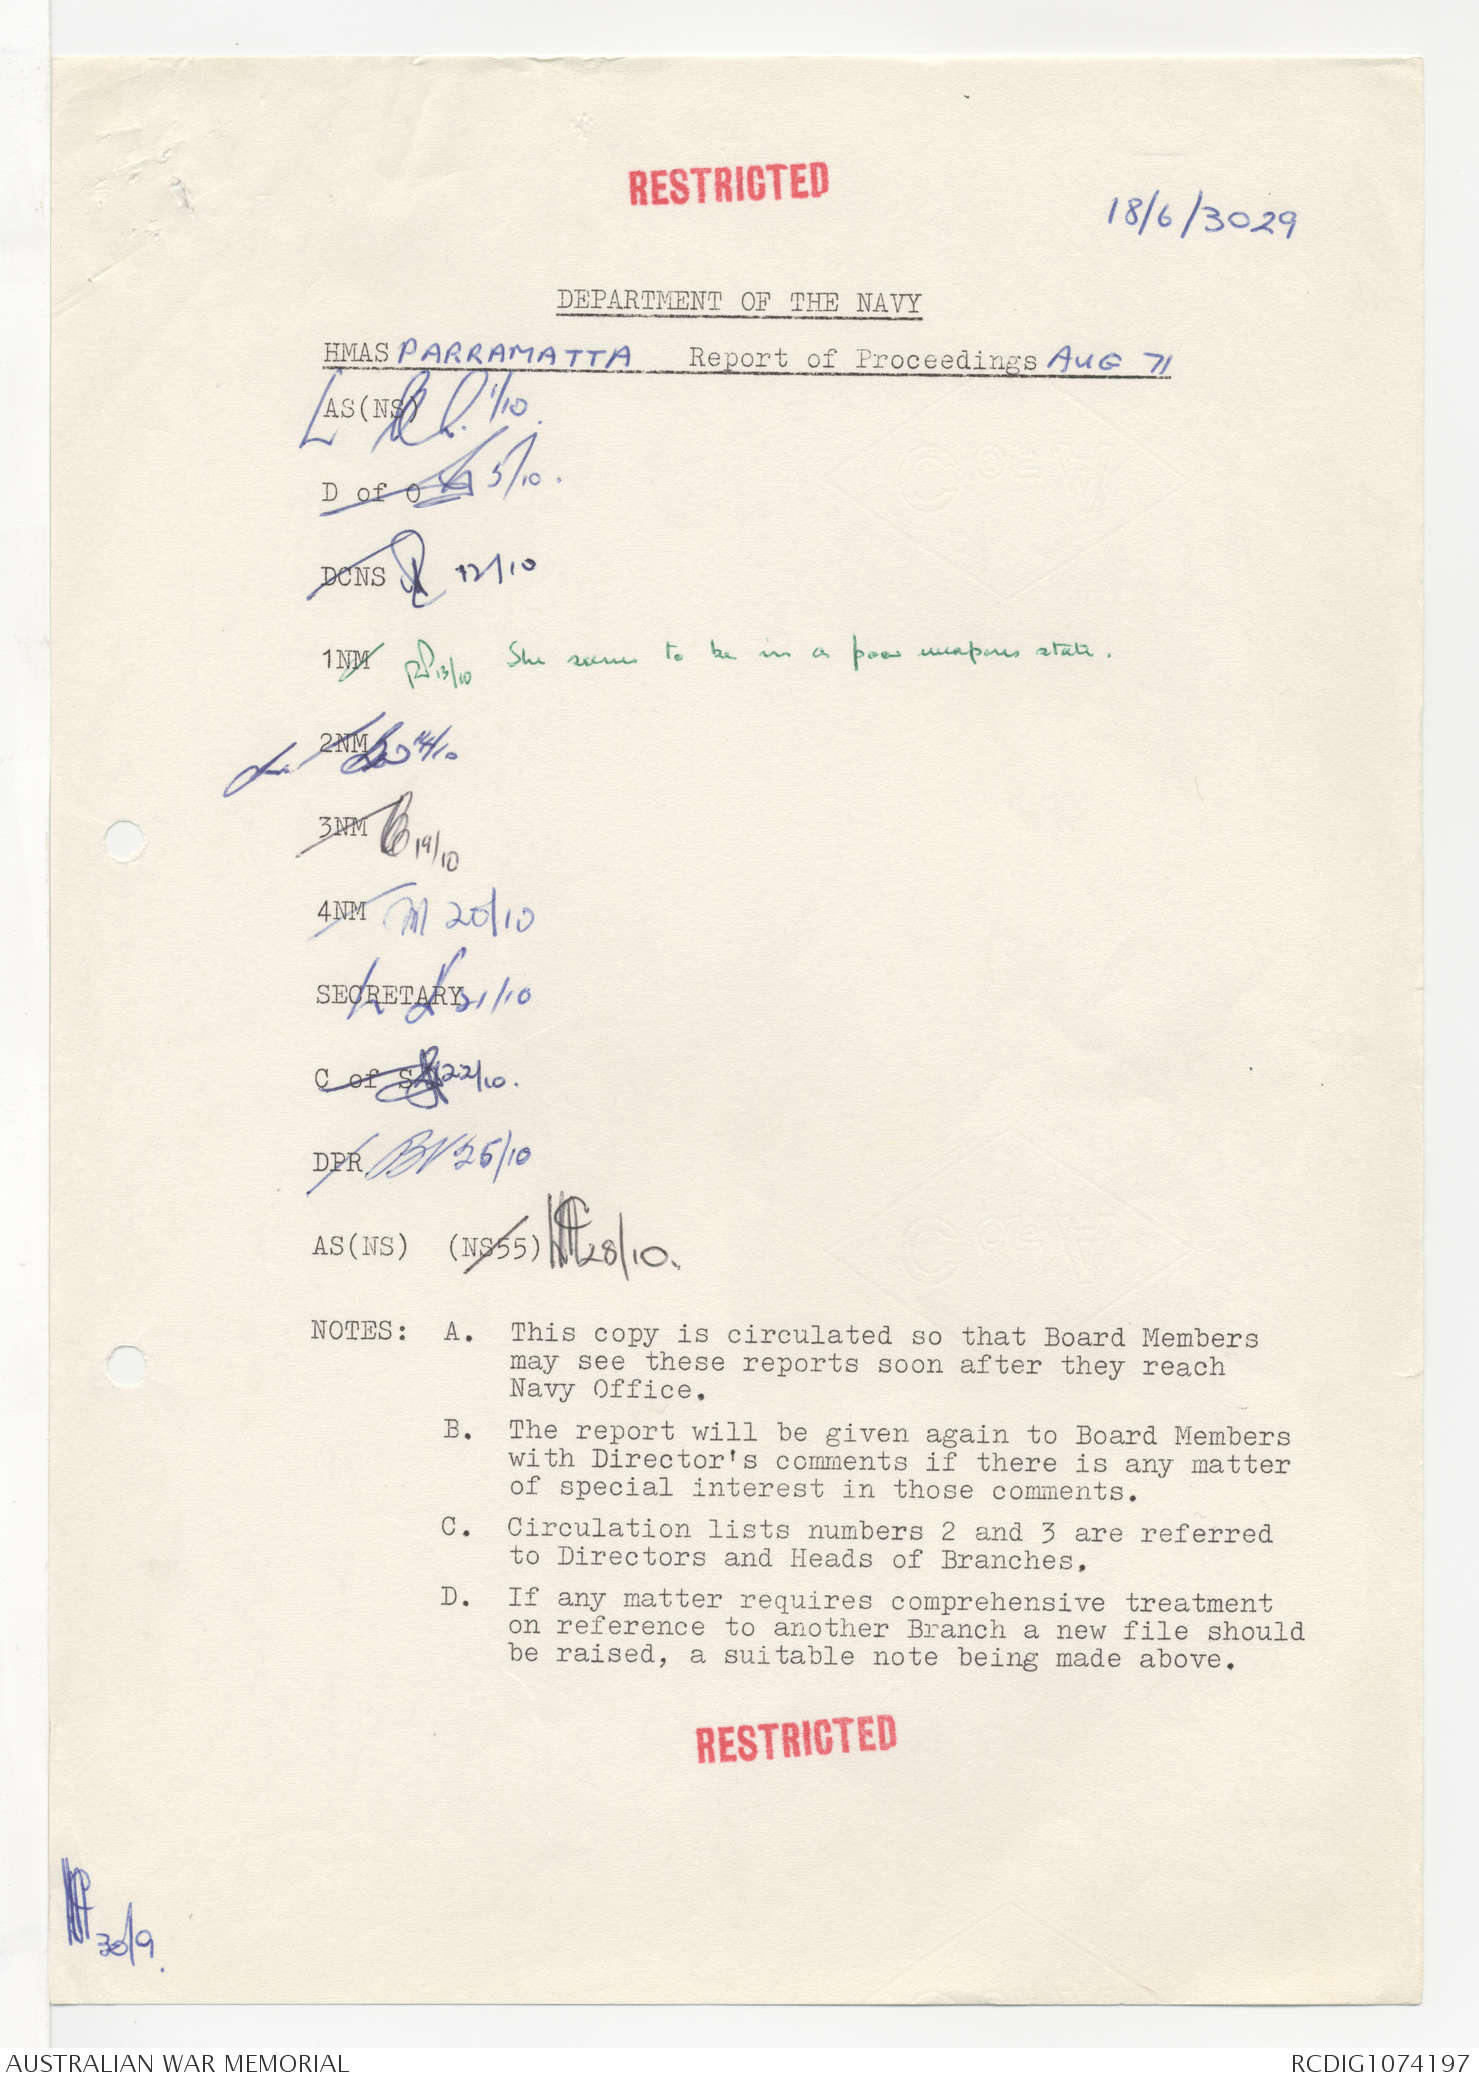 RESTRICTED
18/6/3029
DEPARTMENT OF THE NAVY
HMAS PARRAMATTA Report of Proceedings AUG 71
AS(NS) 1/10.
D of O 5/10.
DCNS 12/10
1NM 13/10 She seems to be in a poor weapons state.
2NM 14/10
3NM 19/10
4NM 20/10
SECRETARY 21/10
C of S 22/10.
DPR 25/10
AS(NS) (NS55) 28/10.
NOTES: A. This copy is circulated so that Board Members
may see these reports soon after they reach
Navy Office.
B. The report will be given again to Board Members
with Director's comments if there is any matter
of special interest in those comments.
C. Circulation lists numbers 2 and 3 are referred
to Directors and Heads of Branches.
D. If any matter requires comprehensive treatment
on reference to another Branch a new file should
be raised, a suitable note being made above.
RESTRICTED
30/9.
AUSTRALIAN WAR MEMORIAL
RCDIG1074197